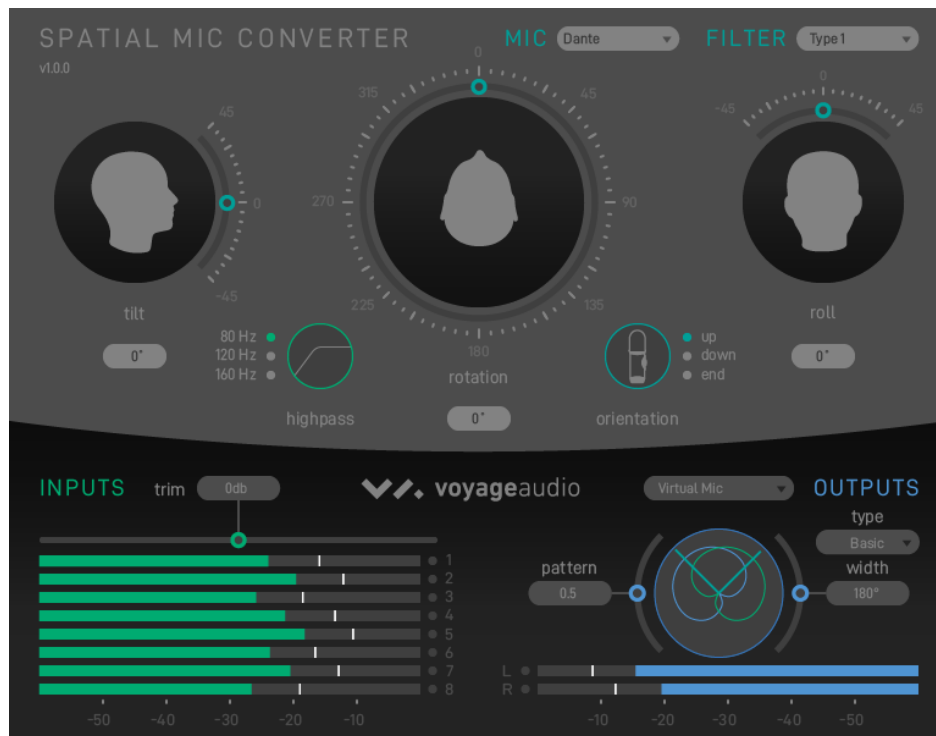 SPATIAL MIC CONVERTER
MIC Dante
FILTER Type 1
v1.0.0
0
45
90
135
180
225
270
315
45
0
-45
-45
0
45
tilt
0°
80 Hz
120 Hz
160 Hz
highpass
rotation
0°
up
down
end
orientation
roll
0°
INPUTS trim 0db
voyageaudio
Virtual Mic OUTPUTS
type
Basic
pattern
0.5
width
180°
1
2
3
4
5
6
7
8
-50 -40 -30 -20 -10
L
R
-10 -20 -30 -40 -50